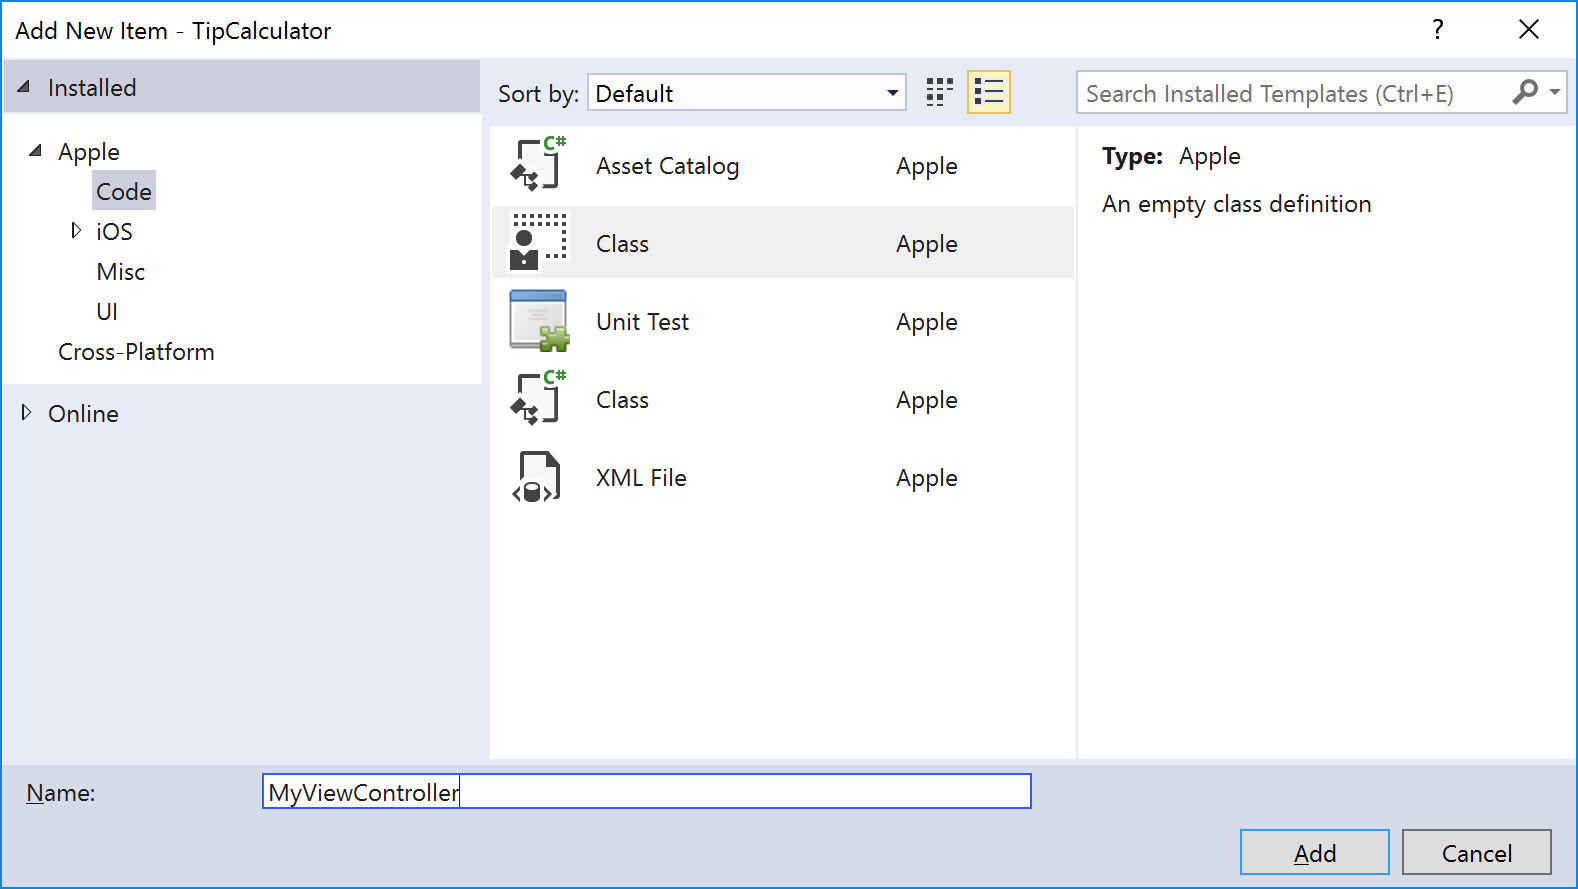 Add New Item - TipCalculator
?
Installed
Apple
Code
iOS
Misc
UI
Cross-Platform
Online
Sort by: Default
Search Installed Templates (Ctrl+E)
C# Asset Catalog Apple
Class Apple
Unit Test Apple
C# Class Apple
XML File Apple
Type: Apple
An empty class definition
Name: MyViewController
Add Cancel